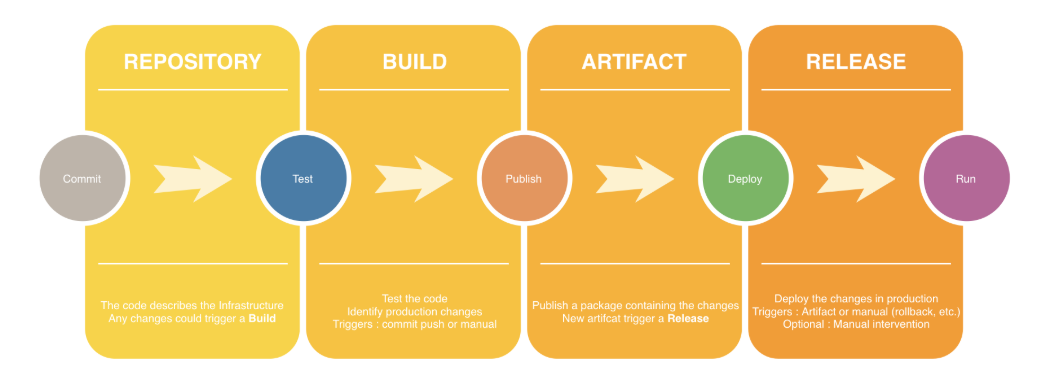 REPOSITORY
BUILD
ARTIFACT
RELEASE
Commit
Test
Publish
Deploy
Run
The code describes the Infrastructure
Any changes could trigger a Build
Test the code
Identify production changes
Triggers : commit push or manual
Publish a package containing the changes
New artifcat trigger a Release
Deploy the changes in production
Triggers : Artifact or manual (rollback, etc.)
Optional : Manual intervention